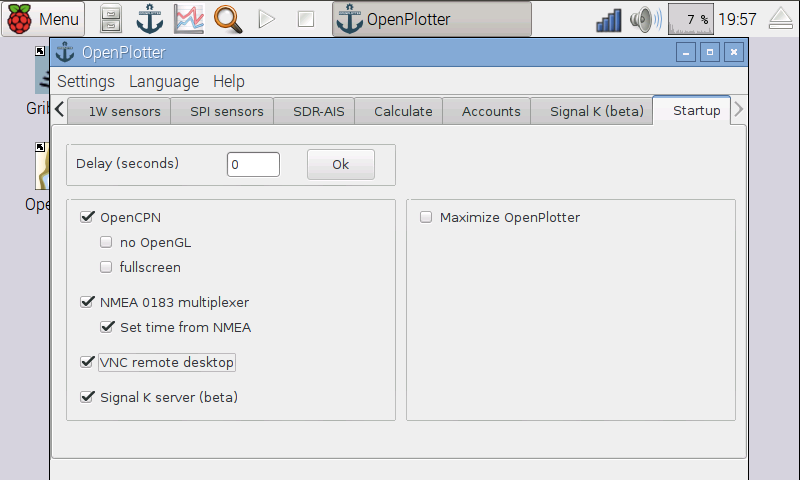 Menu
OpenPlotter
7 %
19:57
OpenPlotter
Settings Language Help
1W sensors SPI sensors SDR-AIS Calculate Accounts Signal K (beta) Startup
Grib
Delay (seconds) 0 Ok
Ope
OpenCPN
no OpenGL
fullscreen
NMEA 0183 multiplexer
Set time from NMEA
VNC remote desktop
Signal K server (beta)
Maximize OpenPlotter